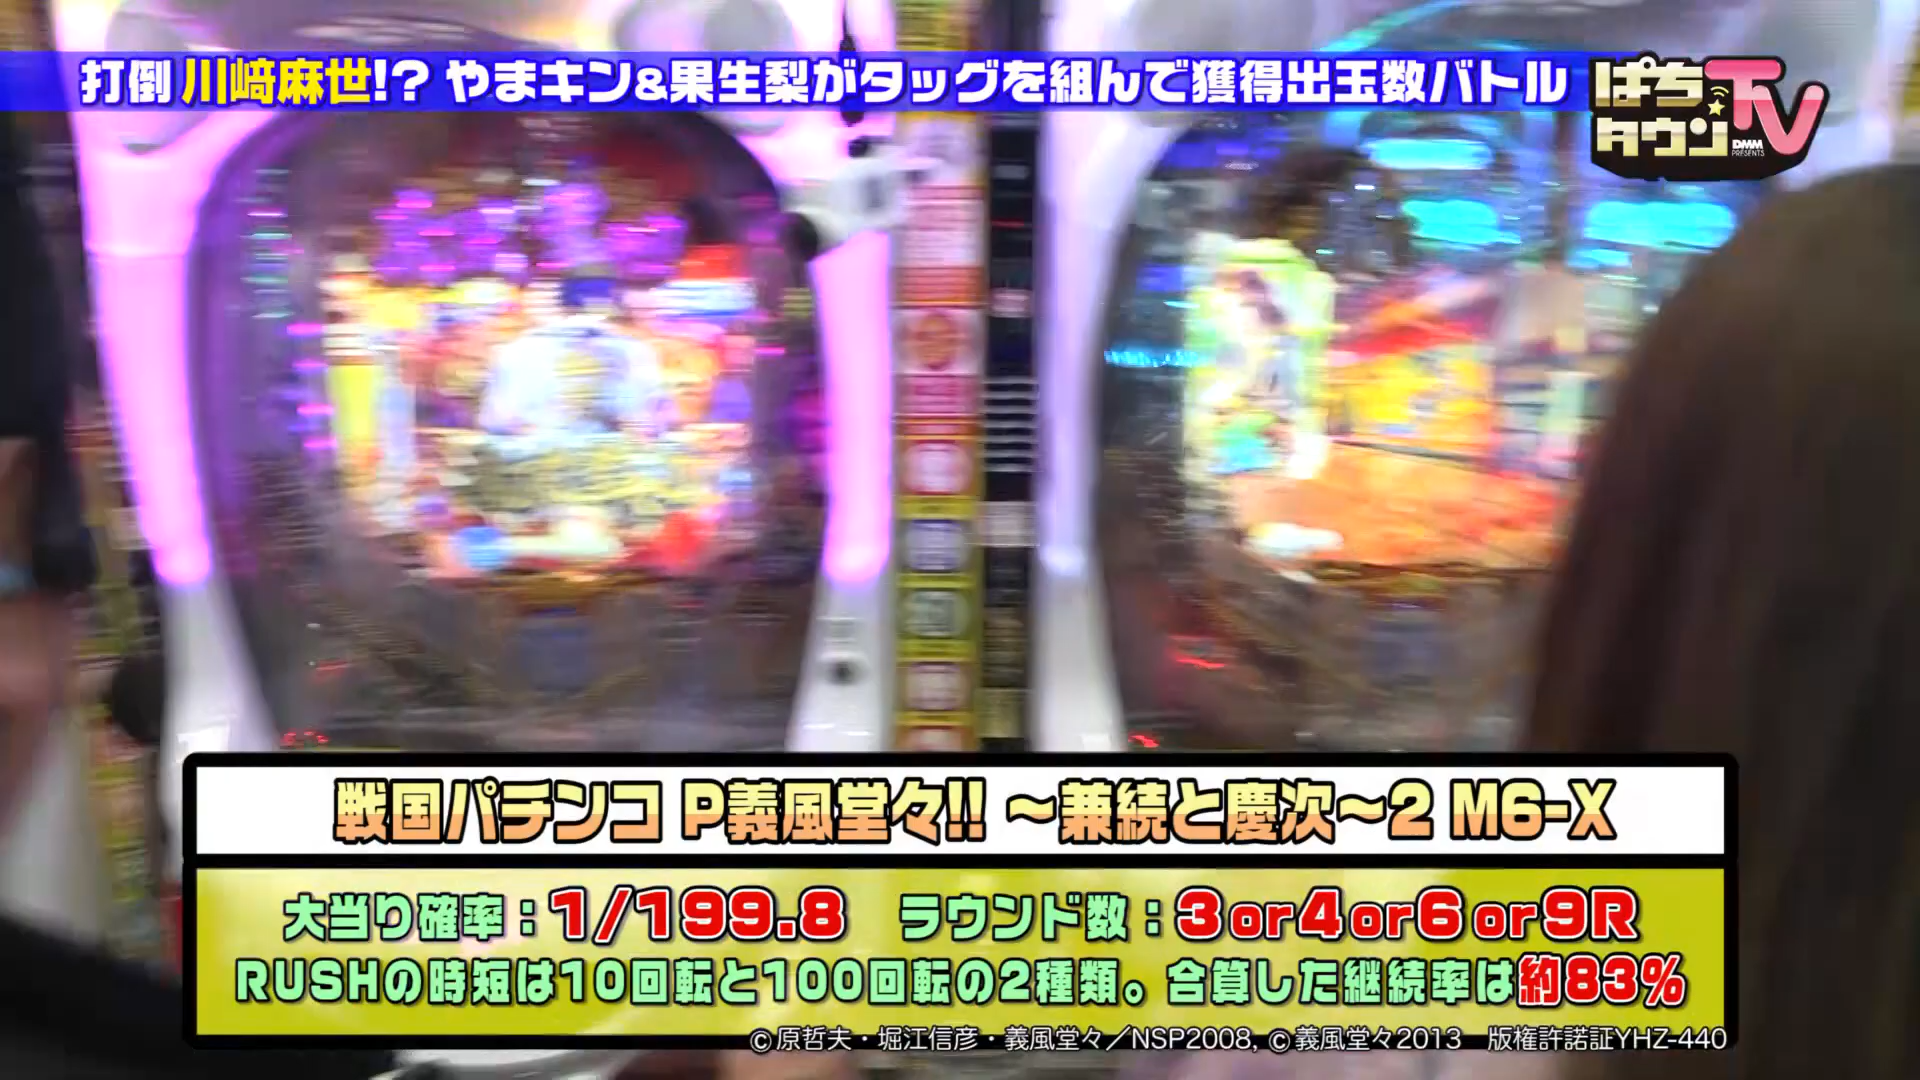 打倒 川﨑麻世!? やまキン&果生梨がタッグを組んで獲得出玉数バトル
ぱち
タウン
TV
DMM
PRESENTS
戦国パチンコ P義風堂々!! ～兼続と慶次～2 M6-X
大当り確率：1/199.8　ラウンド数：3or4or6or9R
RUSHの時短は10回転と100回転の2種類。合算した継続率は約83%
©原哲夫・堀江信彦・義風堂々／NSP2008, ©義風堂々2013　版権許諾証YHZ-440